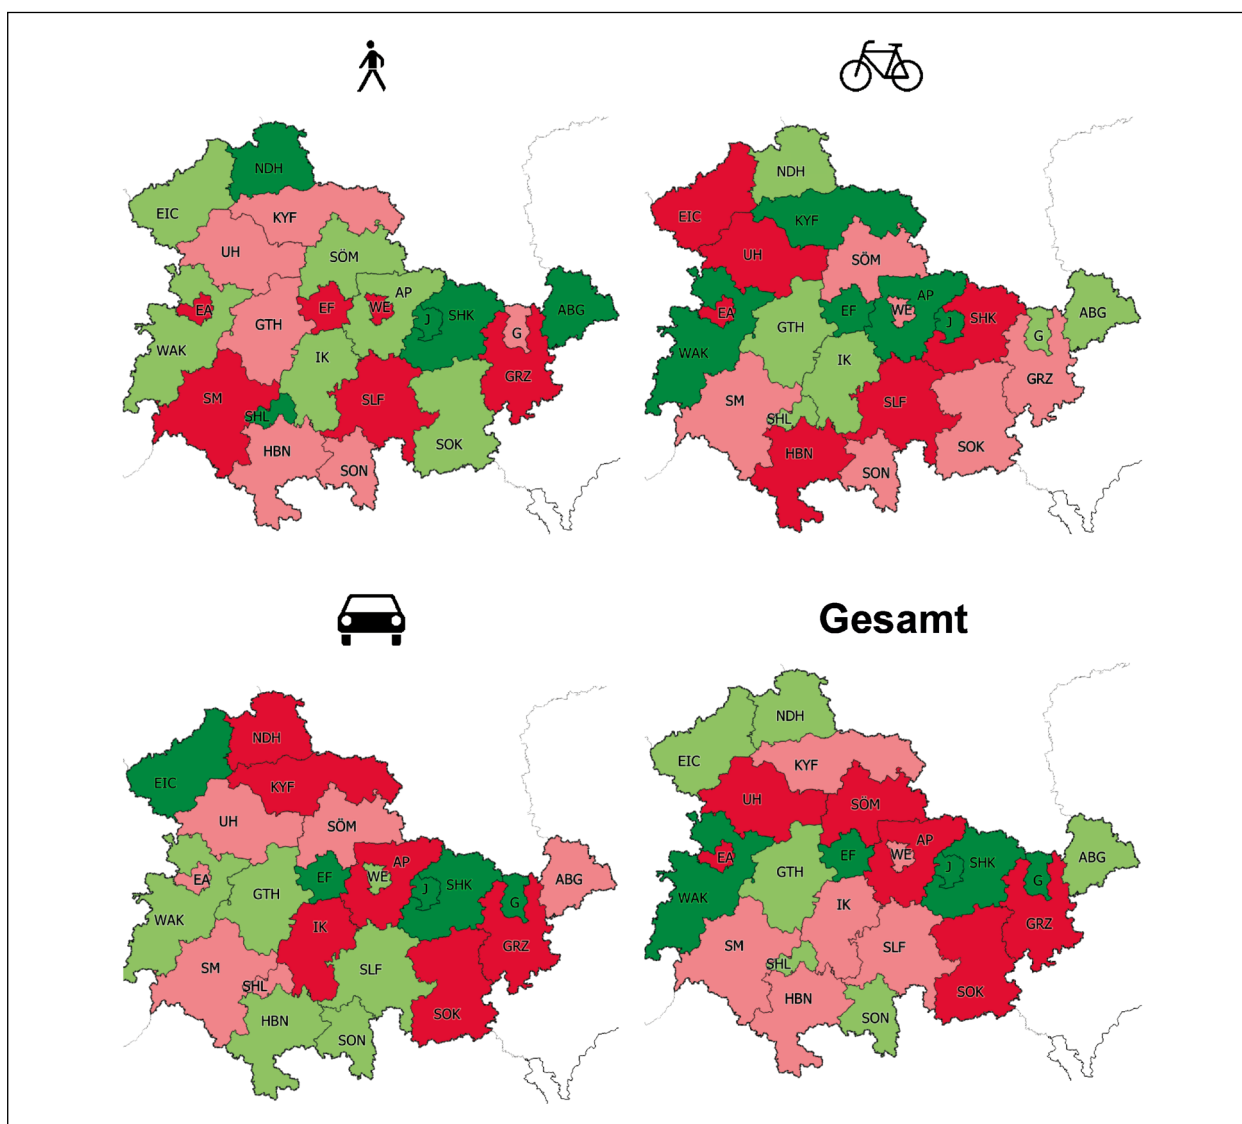 NDH
EIC
KYF
UH
SÖM
AP
EA
EF
WE
ABG
J
SHK
GTH
G
WAK
IK
GRZ
SM
SLF
SHL
SOK
HBN
SON
NDH
EIC
KYF
UH
SÖM
AP
EA
EF
WE
ABG
J
SHK
GTH
G
WAK
IK
GRZ
SM
SLF
SHL
SOK
HBN
SON
Gesamt
NDH
EIC
KYF
UH
SÖM
AP
EA
EF
WE
ABG
J
SHK
GTH
G
WAK
IK
GRZ
SM
SLF
SHL
SOK
HBN
SON
NDH
EIC
KYF
UH
SÖM
AP
EA
EF
WE
ABG
J
SHK
GTH
G
WAK
IK
GRZ
SM
SLF
SHL
SOK
HBN
SON